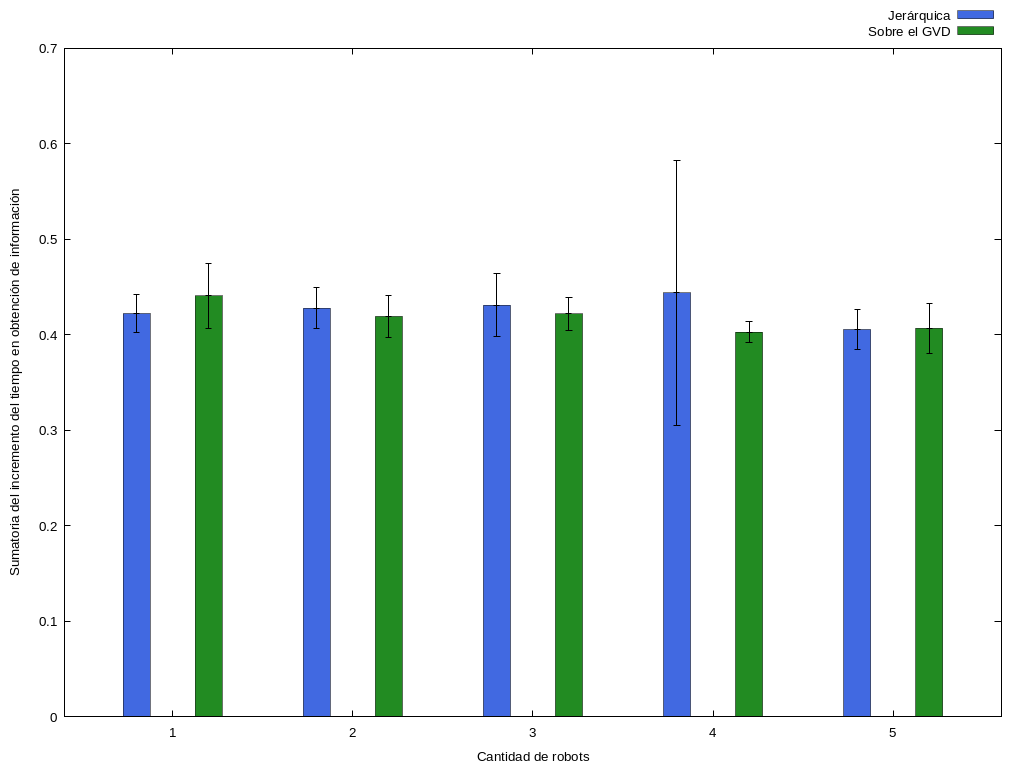 Jerárquica
Sobre el GVD
0.7
0.6
0.5
0.4
0.3
0.2
0.1
0
Sumatoria del incremento del tiempo en obtención de información
1 2 3 4 5
Cantidad de robots